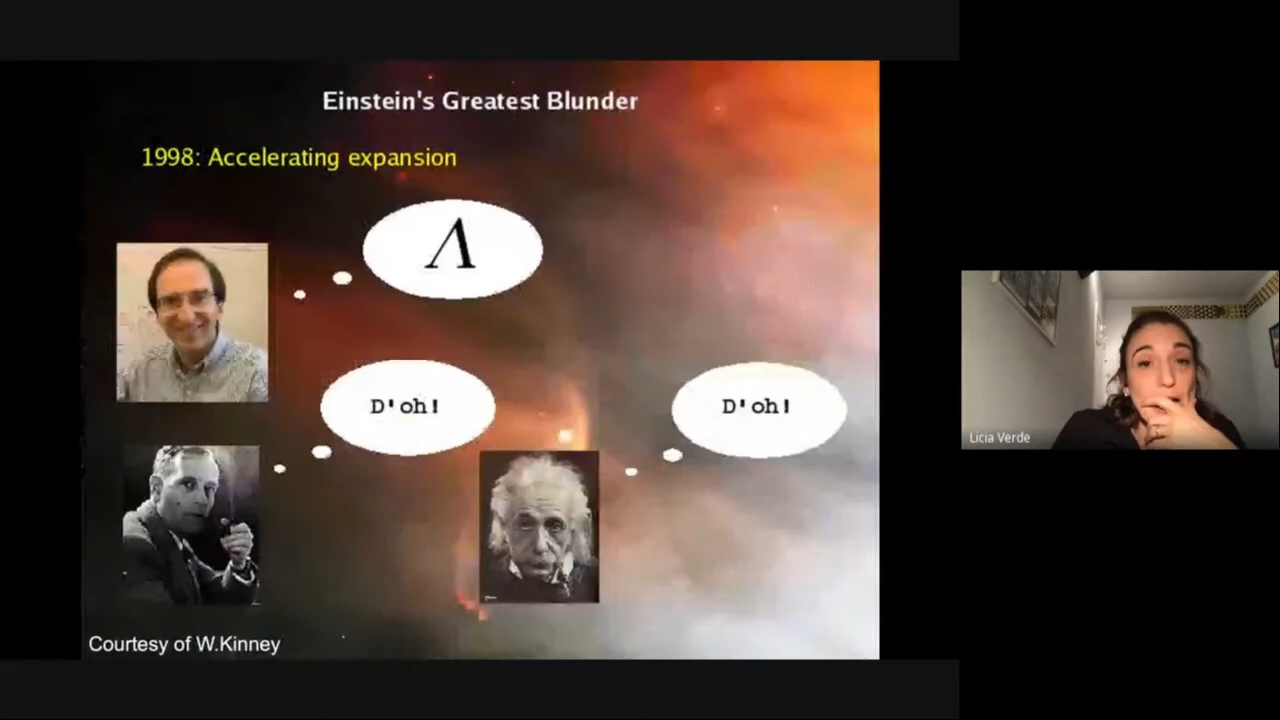 Einstein's Greatest Blunder
1998: Accelerating expansion
Λ
D'oh!
D'oh!
Courtesy of W.Kinney
Licia Verde